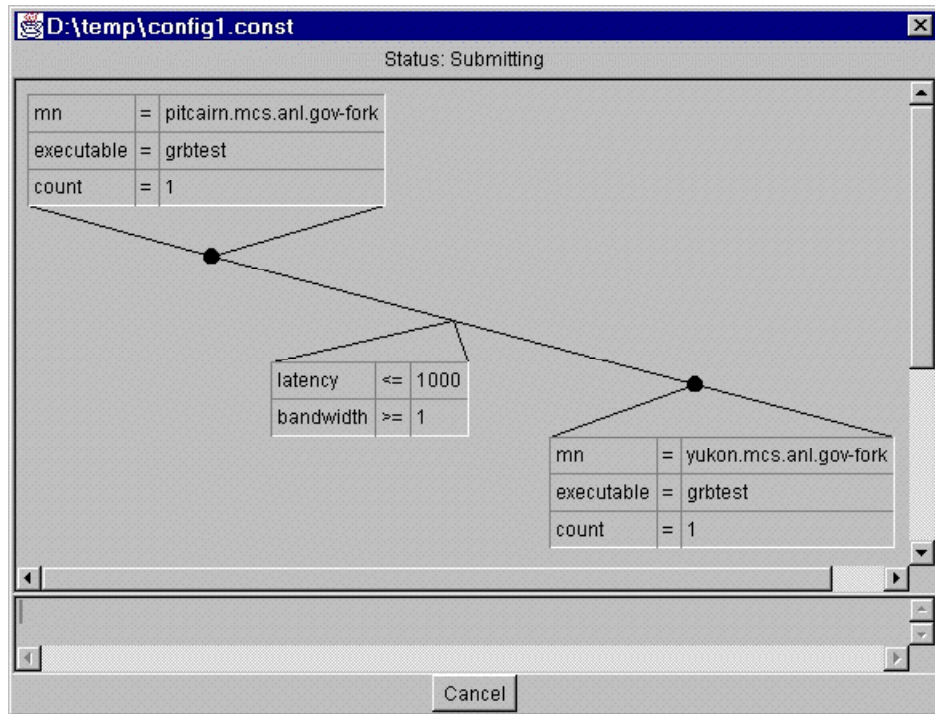 D:\temp\config1.const
Status: Submitting
mn = pitcairn.mcs.anl.gov-fork
executable = grbtest
count = 1
latency <= 1000
bandwidth >= 1
mn = yukon.mcs.anl.gov-fork
executable = grbtest
count = 1
Cancel